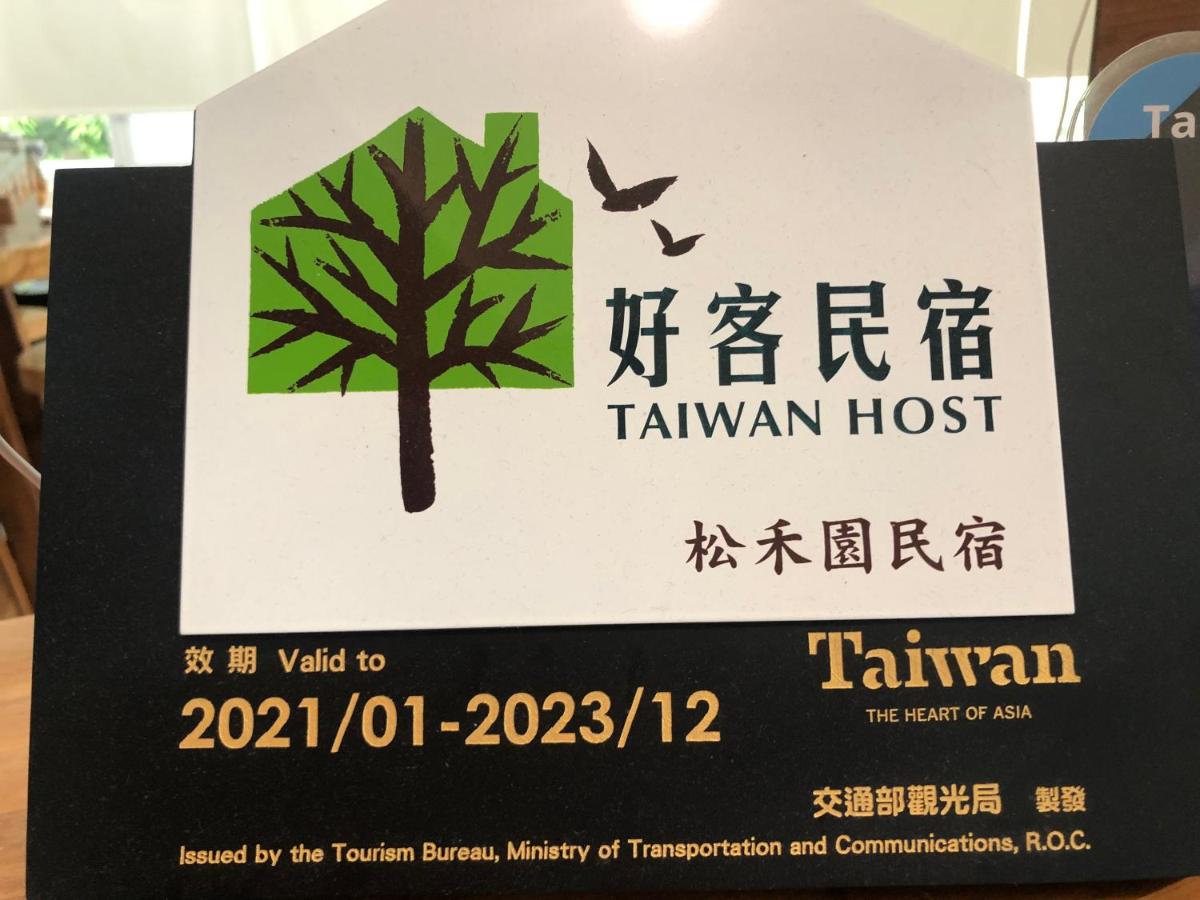 Ta
好客民宿
TAIWAN HOST
松禾園民宿
效期 Valid to
2021/01-2023/12
Taiwan
THE HEART OF ASIA
交通部觀光局 製發
Issued by the Tourism Bureau, Ministry of Transportation and Communications, R.O.C.